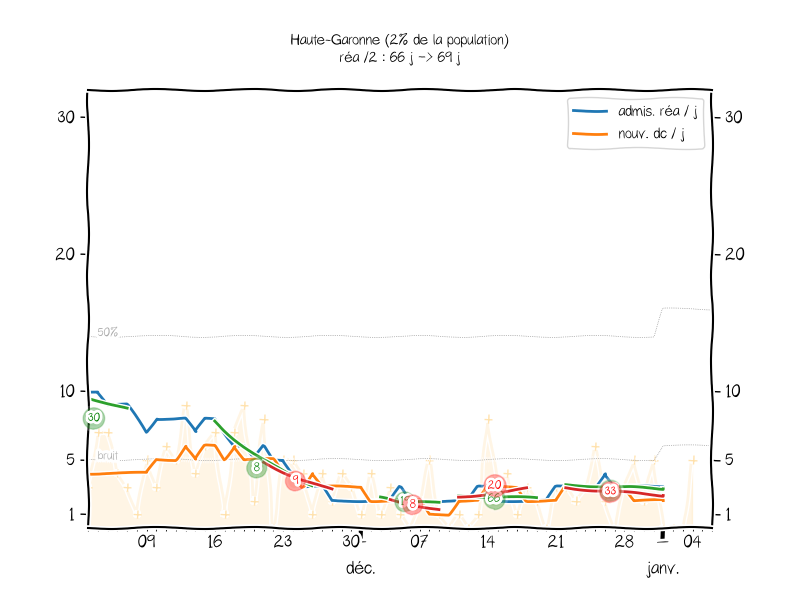 Haute-Garonne (2% de la population)
réa /2 : 66 j -> 69 j
admis. réa / j
nouv. dc / j
30 30
20 20
50%
10 10
30
bruit
5 5
8
9
20
66
8
33
1 1
09 16 23 30 07 14 21 28 04
déc. janv.